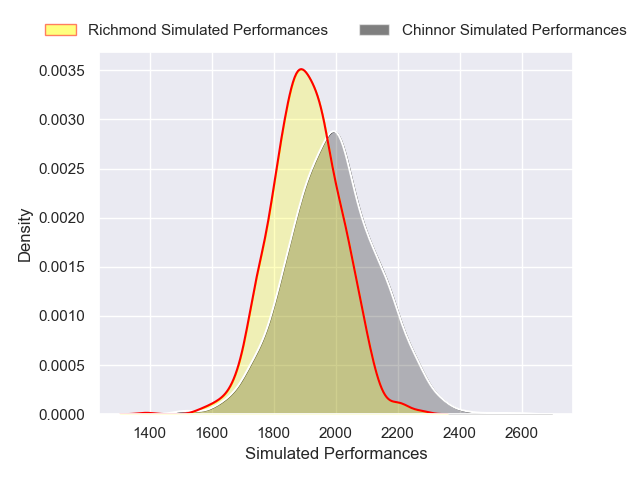 Richmond Simulated Performances Chinnor Simulated Performances
0.0035
0.0030
0.0025
0.0020
0.0015
0.0010
0.0005
0.0000
Density
1400 1600 1800 2000 2200 2400 2600
Simulated Performances